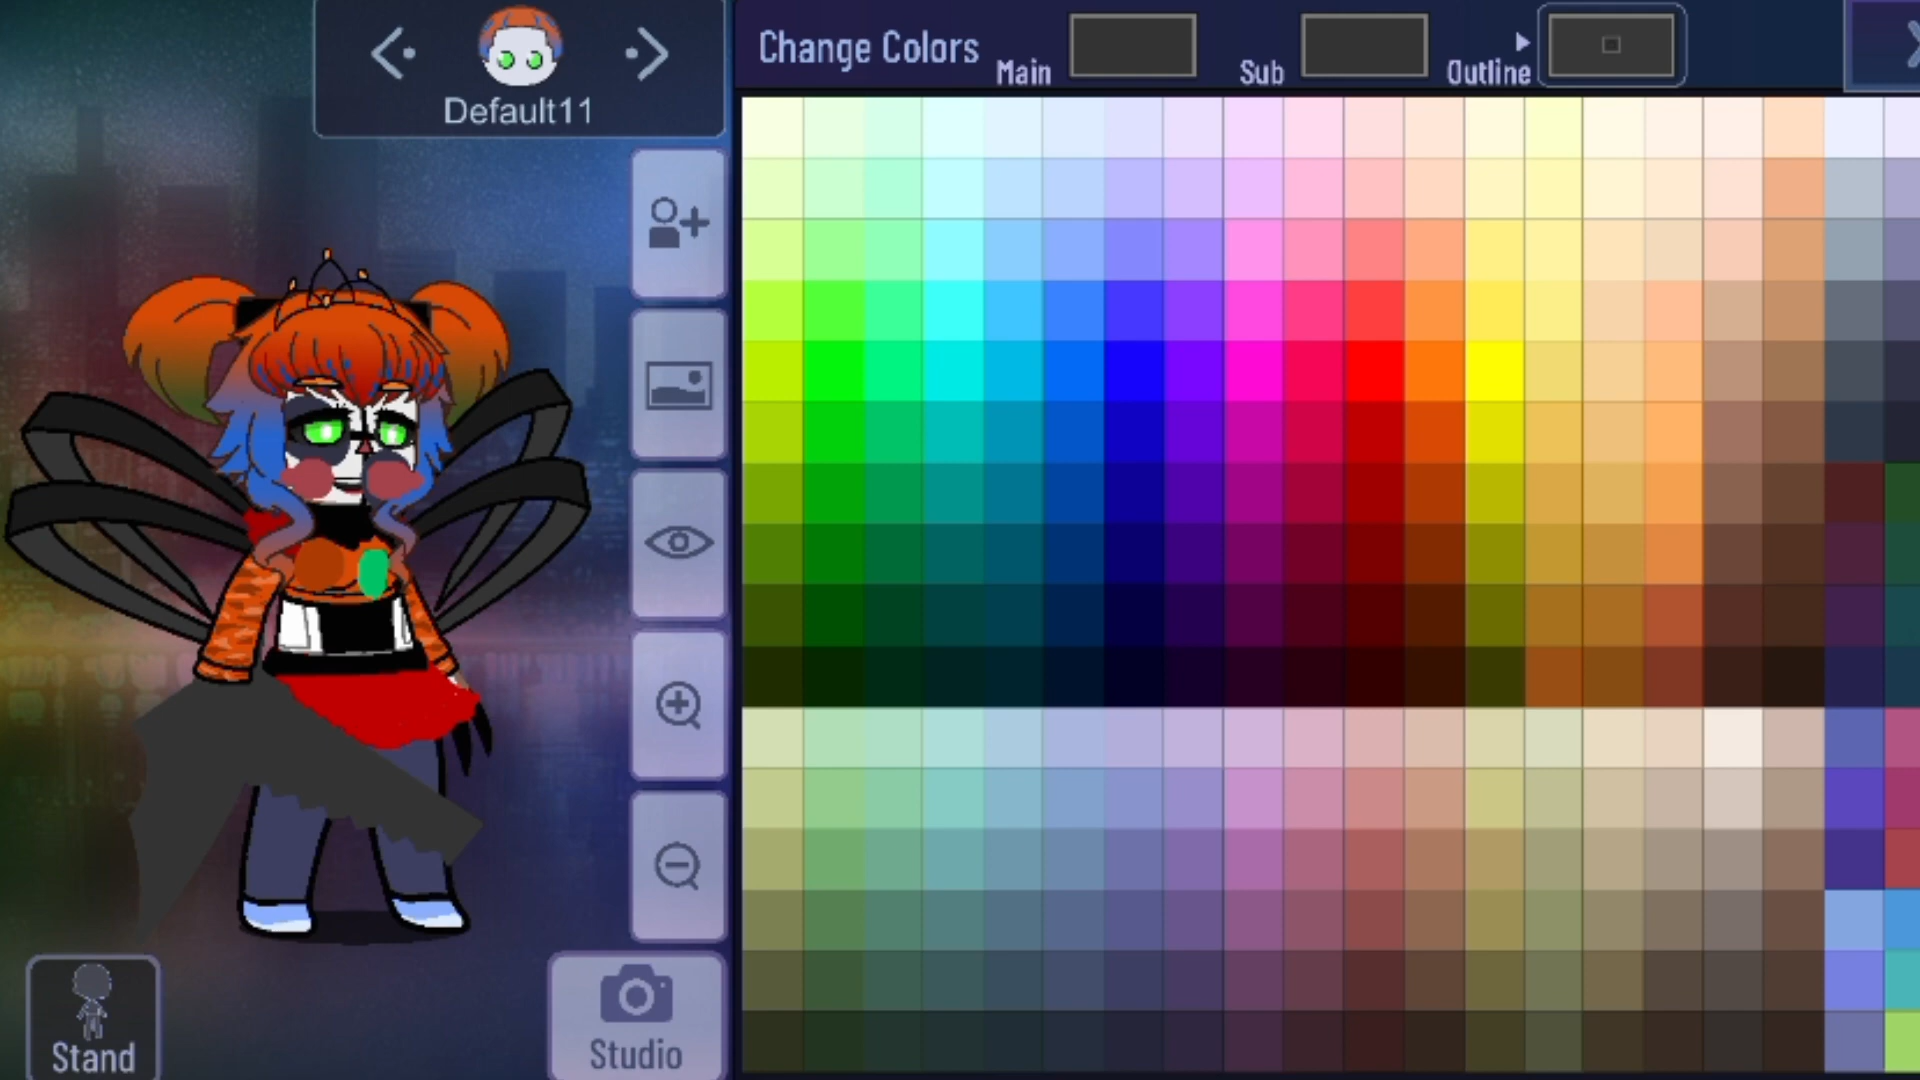 Default11
Change Colors
Main
Sub
Outline
Stand
Studio